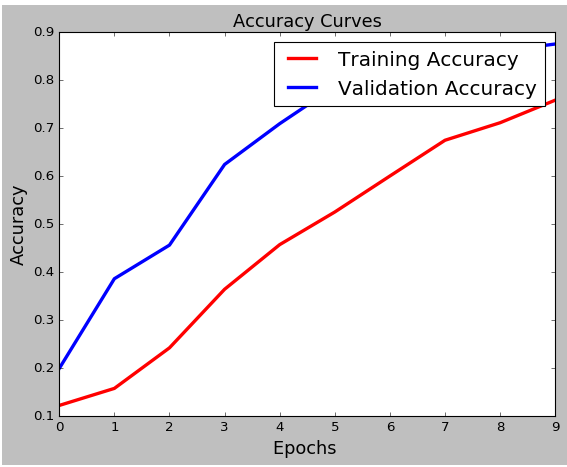 Accuracy Curves
0.9
0.8
0.7
0.6
0.5
0.4
0.3
0.2
0.1
Accuracy
Training Accuracy
Validation Accuracy
0 1 2 3 4 5 6 7 8 9
Epochs